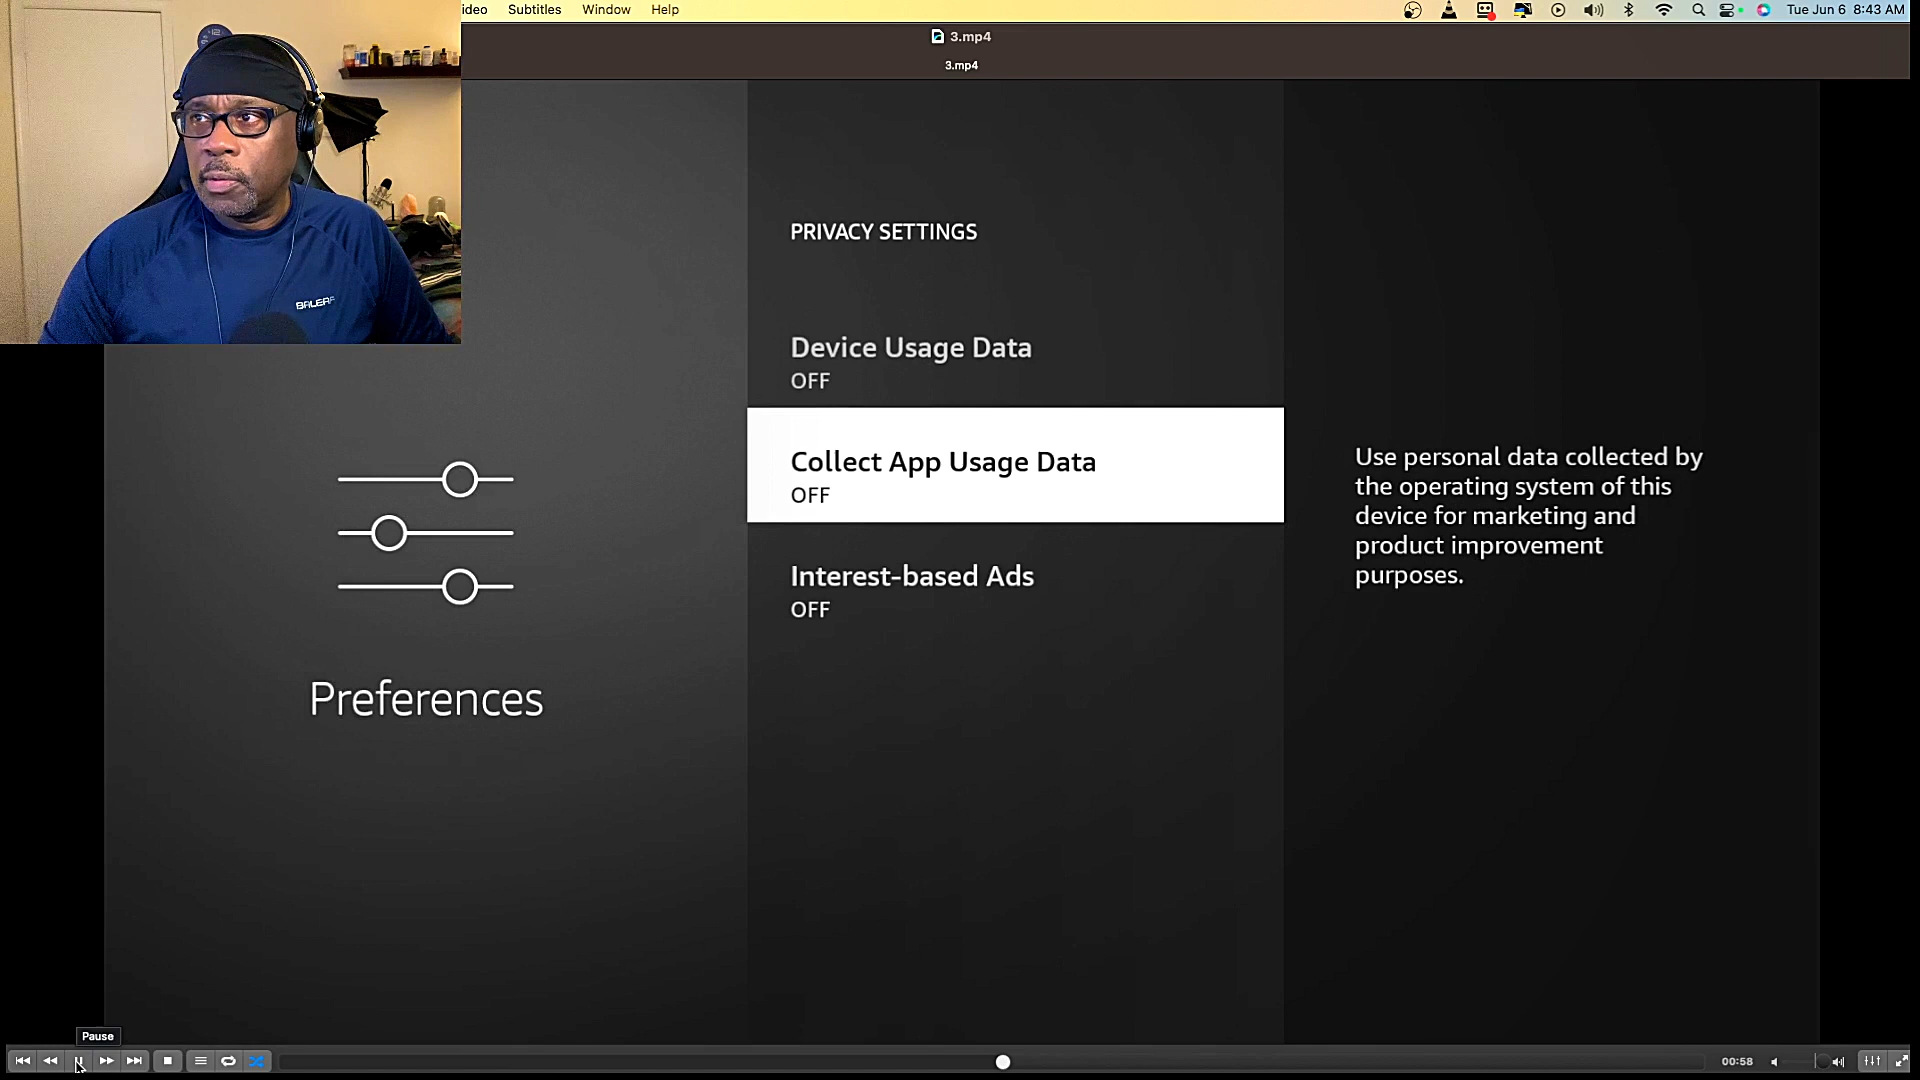 Subtitles Window Help
Tue Jun 6 8:43 AM
3.mp4
3.mp4
PRIVACY SETTINGS
Device Usage Data
OFF
Collect App Usage Data
OFF
Interest-based Ads
OFF
Use personal data collected by
the operating system of this
device for marketing and
product improvement
purposes.
Preferences
Pause
00:58